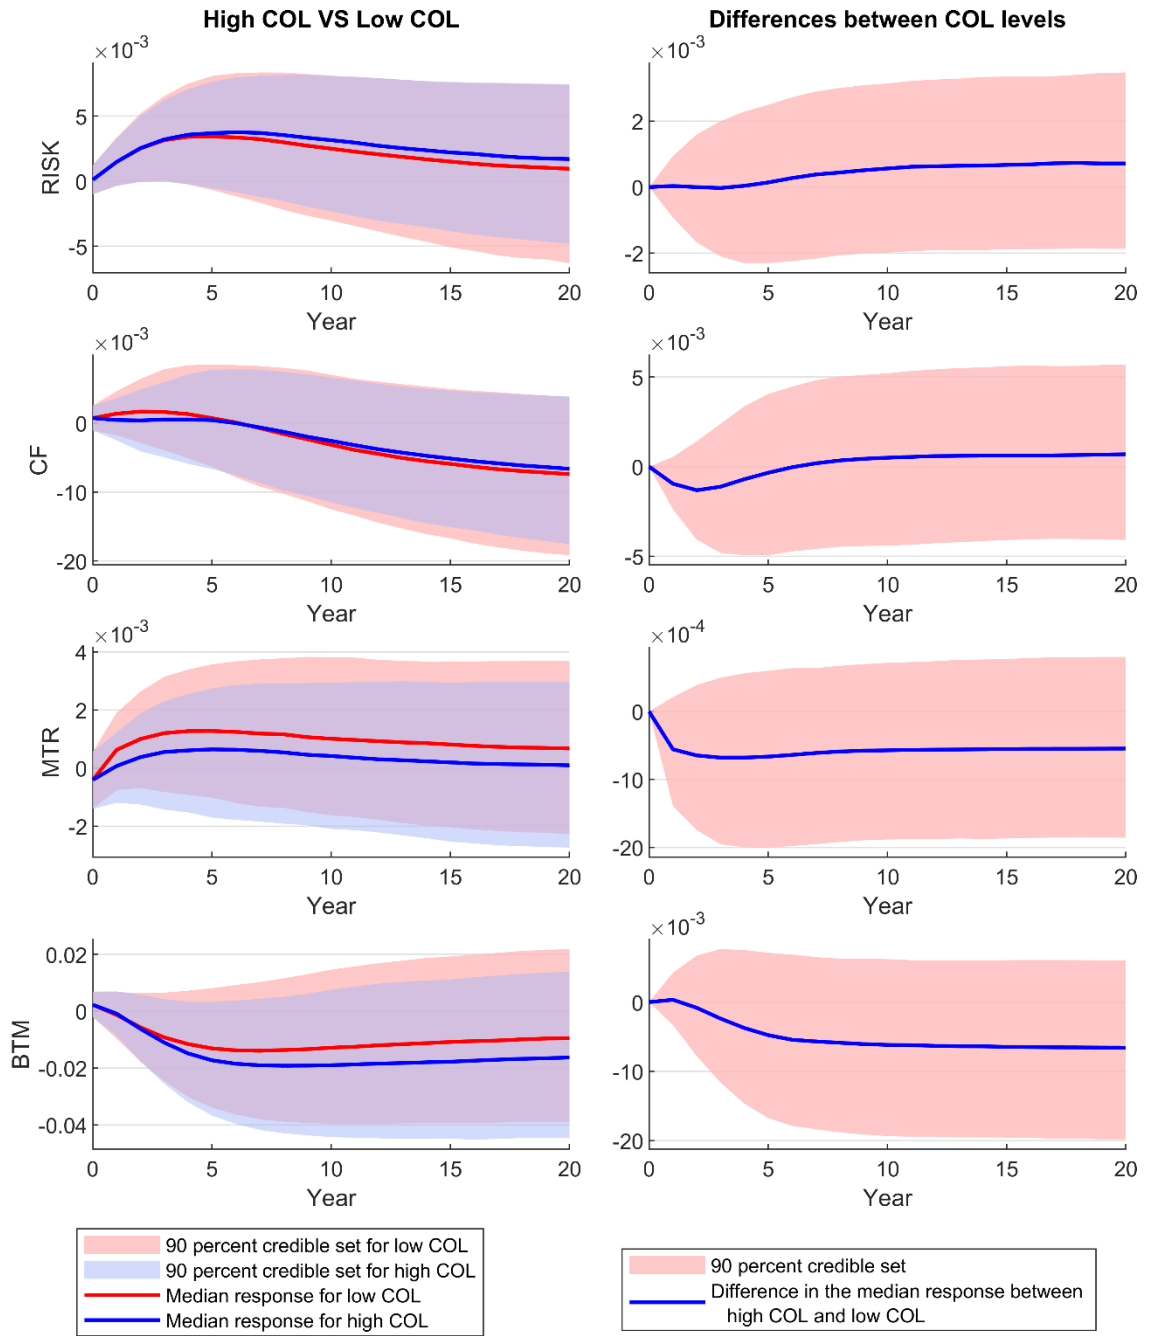 High COL VS Low COL
Differences between COL levels
×10⁻³
5
0
-5
RISK
0 5 10 15 20
Year
×10⁻³
2
0
-2
0 5 10 15 20
Year
×10⁻³
0
-10
-20
CF
0 5 10 15 20
Year
×10⁻³
5
0
-5
0 5 10 15 20
Year
×10⁻³
4
2
0
-2
MTR
0 5 10 15 20
Year
×10⁻⁴
0
-10
-20
0 5 10 15 20
Year
0.02
0
-0.02
-0.04
BTM
0 5 10 15 20
Year
×10⁻³
0
-10
-20
0 5 10 15 20
Year
90 percent credible set for low COL
90 percent credible set for high COL
Median response for low COL
Median response for high COL
90 percent credible set
Difference in the median response between
high COL and low COL